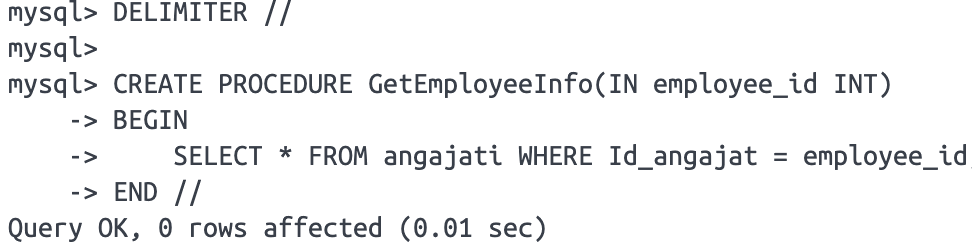 mysql> DELIMITER //
mysql>
mysql> CREATE PROCEDURE GetEmployeeInfo(IN employee_id INT)
    -> BEGIN
    ->     SELECT * FROM angajati WHERE Id_angajat = employee_id;
    -> END //
Query OK, 0 rows affected (0.01 sec)